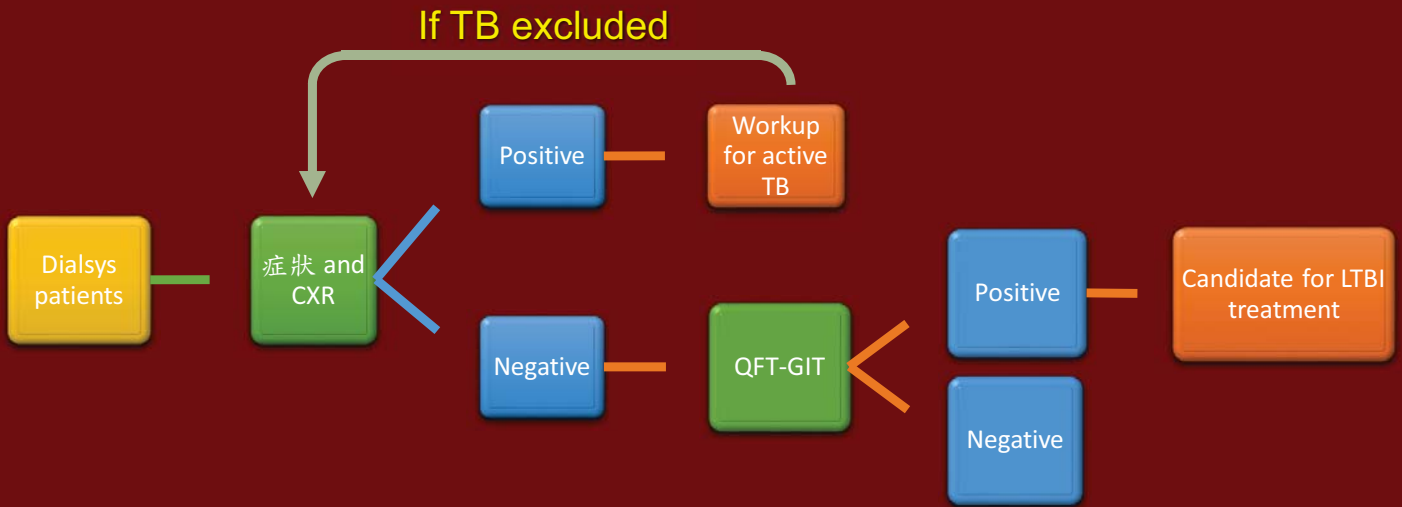 If TB excluded
Positive
Workup
for active
TB
Dialsys
patients
症狀 and
CXR
Negative
QFT-GIT
Positive
Candidate for LTBI
treatment
Negative